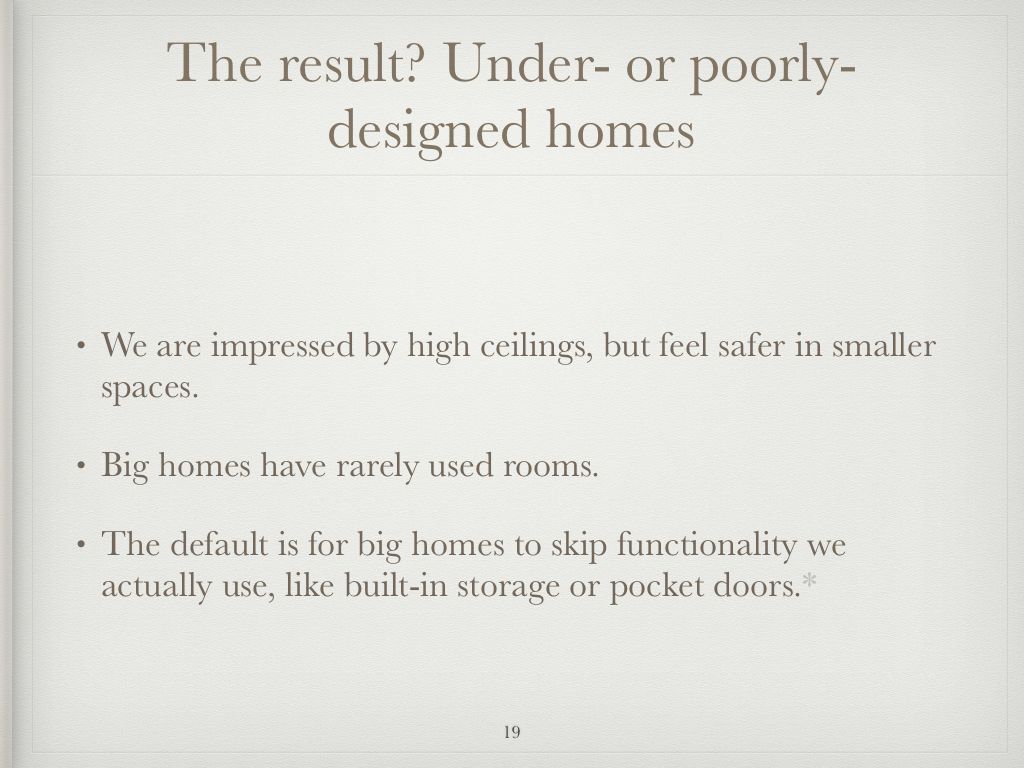 The result? Under- or poorly-
designed homes
• We are impressed by high ceilings, but feel safer in smaller
spaces.
• Big homes have rarely used rooms.
• The default is for big homes to skip functionality we
actually use, like built-in storage or pocket doors.*
19